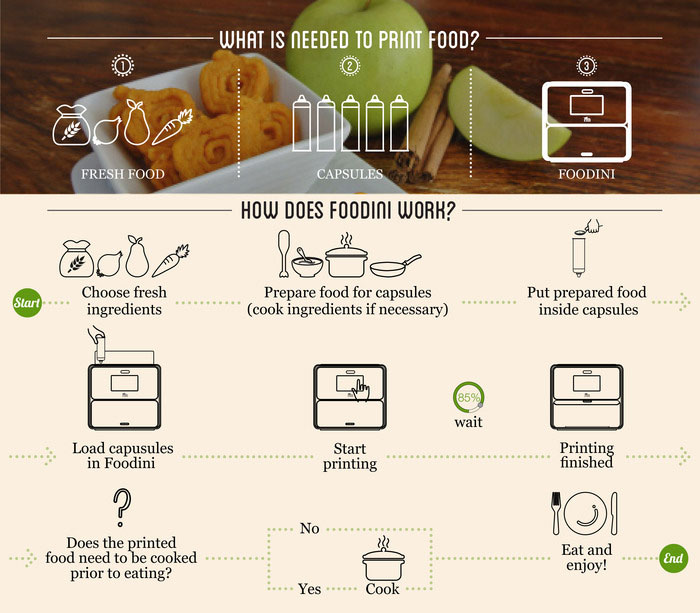 WHAT IS NEEDED TO PRINT FOOD?
1
2
3
FRESH FOOD
CAPSULES
FOODINI
HOW DOES FOODINI WORK?
Start
Choose fresh
ingredients
Prepare food for capsules
(cook ingredients if necessary)
Put prepared food
inside capsules
Load capusules
in Foodini
Start
printing
85%
wait
Printing
finished
Does the printed
food need to be cooked
prior to eating?
No
Yes
Cook
Eat and
enjoy!
End